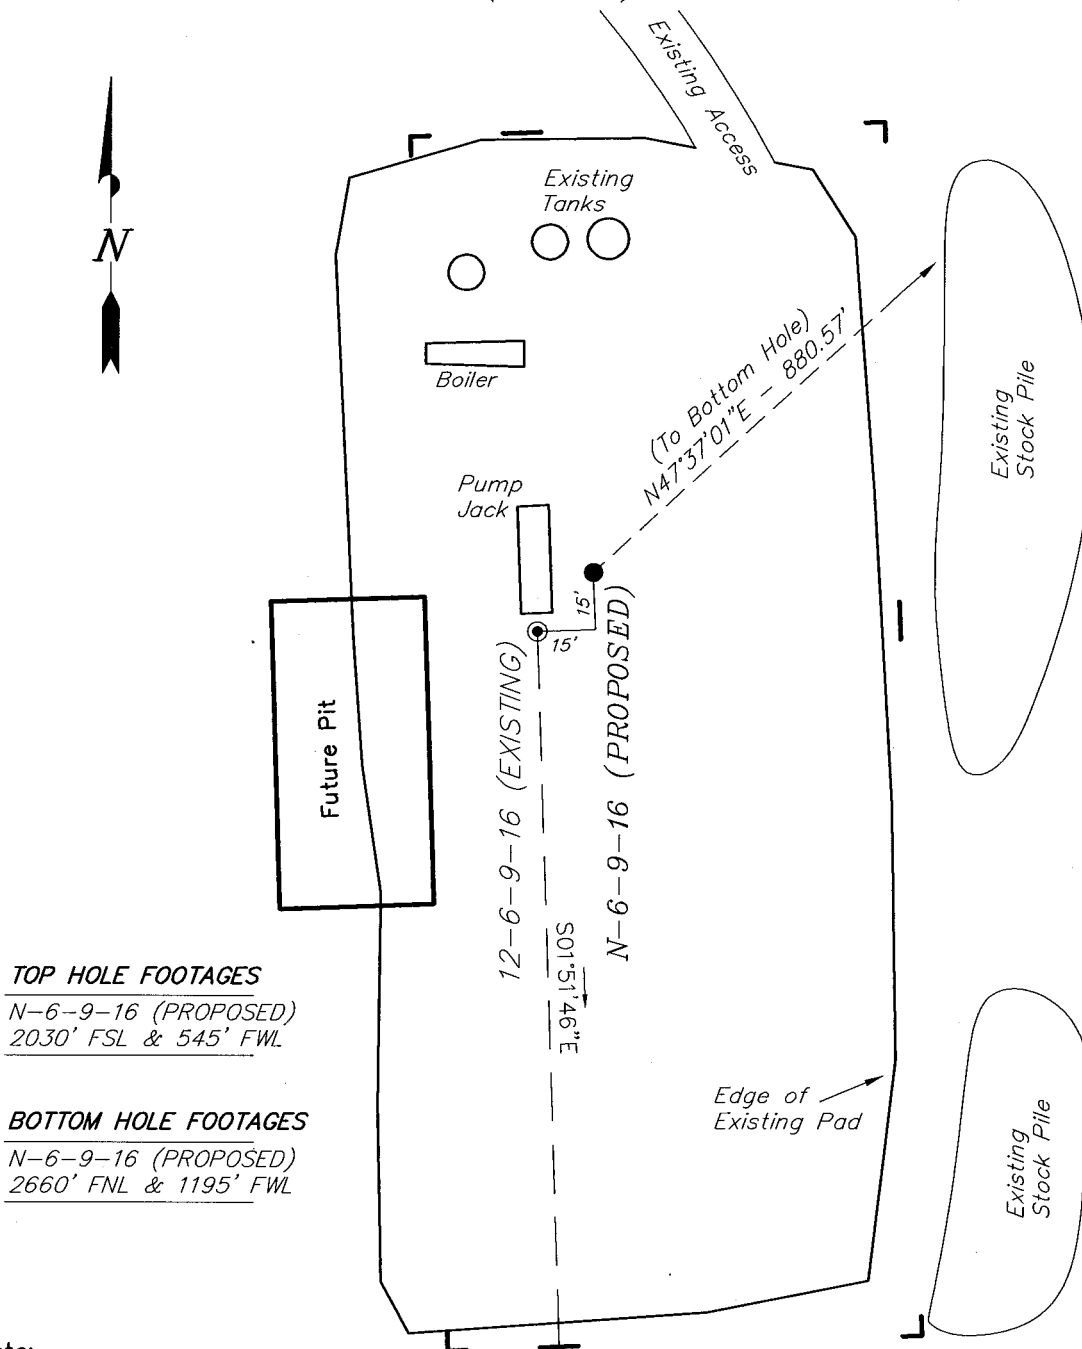 Existing Access
N
Existing
Tanks
Boiler
(To Bottom Hole)
N47°37'01"E - 880.57'
Existing
Stock Pile
Pump
Jack
15'
15'
12-6-9-16 (EXISTING)
N-6-9-16 (PROPOSED)
Future Pit
S01°51'46"E
TOP HOLE FOOTAGES
N-6-9-16 (PROPOSED)
2030' FSL & 545' FWL
BOTTOM HOLE FOOTAGES
N-6-9-16 (PROPOSED)
2660' FNL & 1195' FWL
Edge of
Existing Pad
Existing
Stock Pile